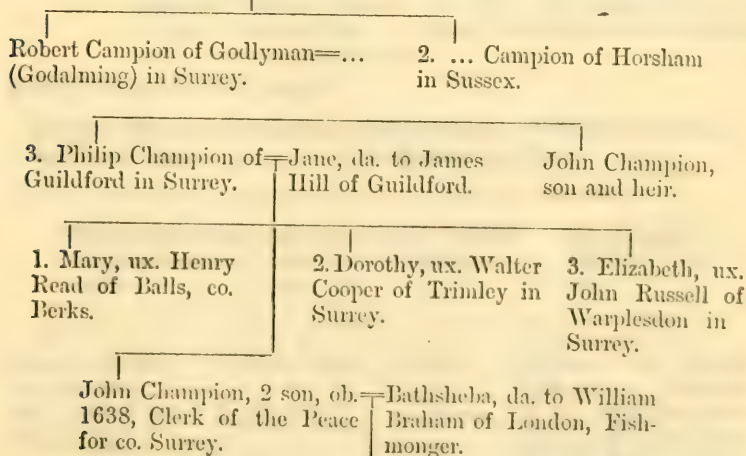 Robert Campion of Godlyman=...
(Godalming) in Surrey.
2. ... Campion of Horsham
in Sussex.
3. Philip Champion of=Jane, da. to James
Guildford in Surrey. Hill of Guildford.
John Champion,
son and heir.
1. Mary, ux. Henry
Read of Balls, co.
Berks.
2. Dorothy, ux. Walter
Cooper of Trimley in
Surrey.
3. Elizabeth, ux.
John Russell of
Warplesdon in
Surrey.
John Champion, 2 son, ob.=Bathsheba, da. to William
1638, Clerk of the Peace Braham of London, Fish-
for co. Surrey. monger.